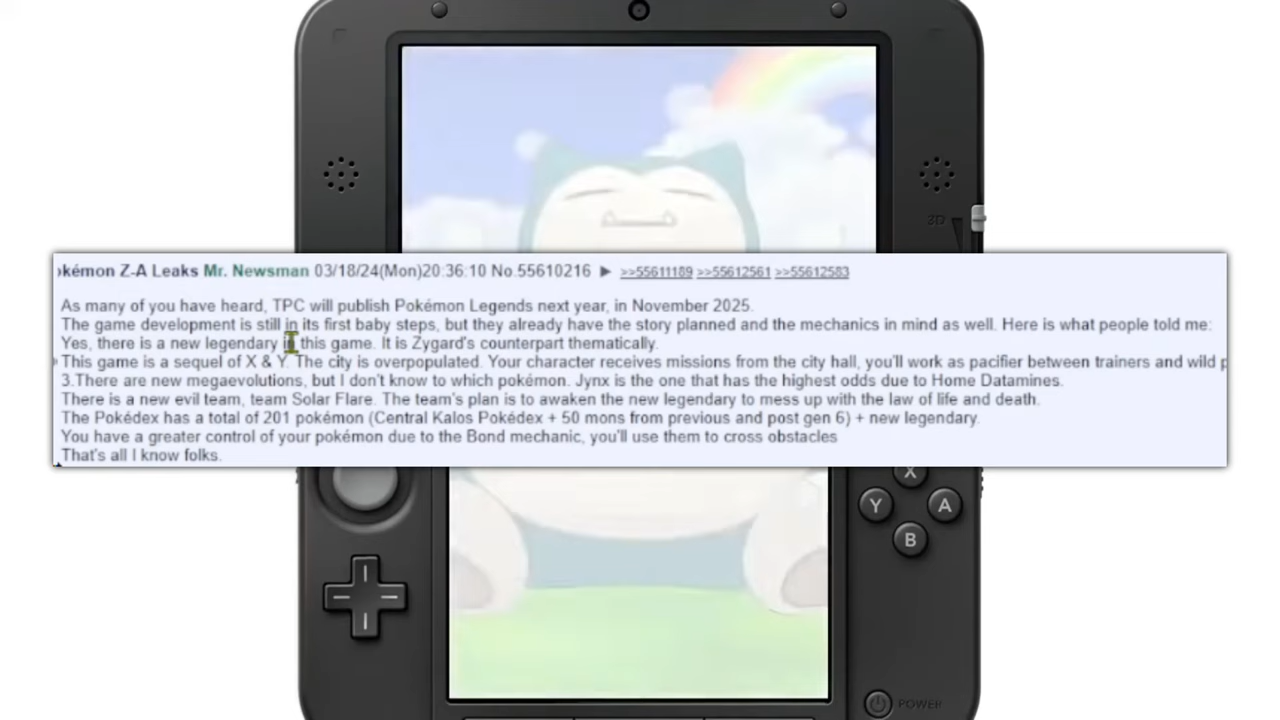 okémon Z-A Leaks Mr. Newsman 03/18/24(Mon)20:36:10 No.55610216 ▶ >>55611189 >>55612561 >>55612583
As many of you have heard, TPC will publish Pokémon Legends next year, in November 2025.
The game development is still in its first baby steps, but they already have the story planned and the mechanics in mind as well. Here is what people told me:
Yes, there is a new legendary in this game. It is Zygard's counterpart thematically.
This game is a sequel of X & Y. The city is overpopulated. Your character receives missions from the city hall, you'll work as pacifier between trainers and wild p
3.There are new megaevolutions, but I don't know to which pokémon. Jynx is the one that has the highest odds due to Home Datamines.
There is a new evil team, team Solar Flare. The team's plan is to awaken the new legendary to mess up with the law of life and death.
The Pokédex has a total of 201 pokémon (Central Kalos Pokédex + 50 mons from previous and post gen 6) + new legendary.
You have a greater control of your pokémon due to the Bond mechanic, you'll use them to cross obstacles
That's all I know folks.
3D
X
Y
A
B
POWER